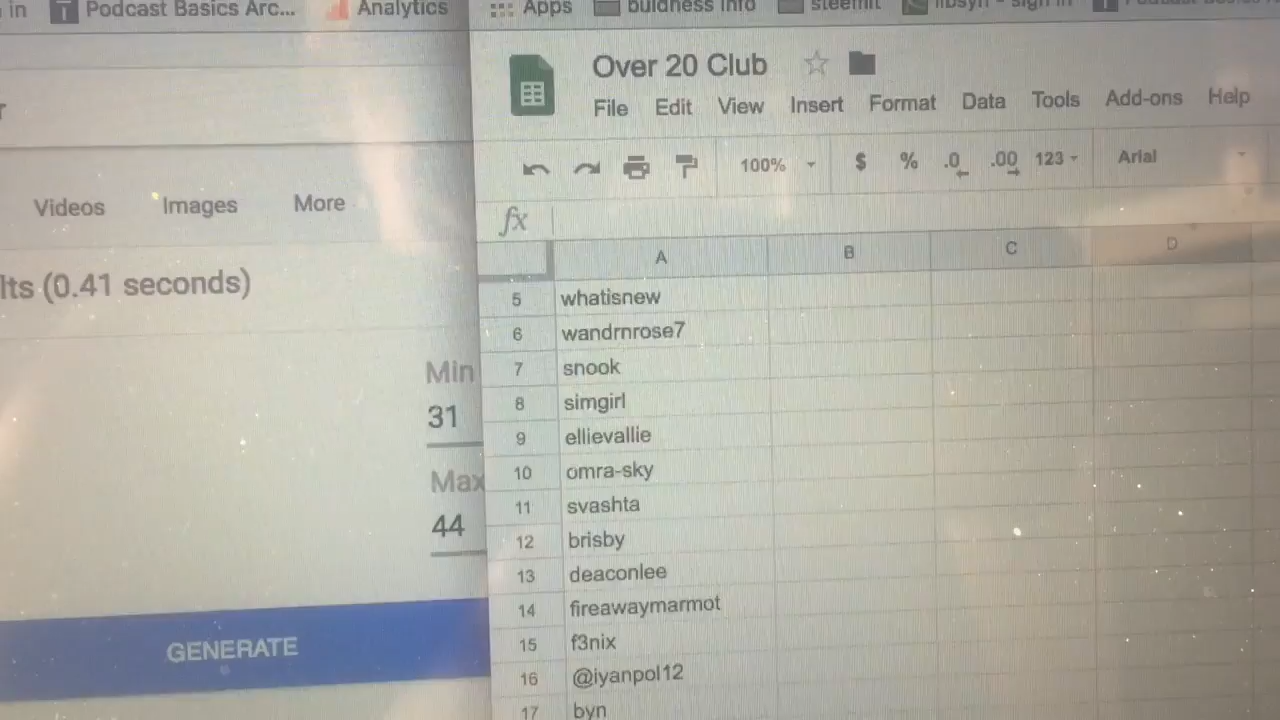 in Podcast Basics Arc... Analytics
Videos Images More
(0.41 seconds)
Min
31
Max
44
GENERATE
Apps buidness info steemit
Over 20 Club
File Edit View Insert Format Data Tools Add-ons Help
100% $ % .0 .00 123 Arial
fx
A B C D
5 whatisnew
6 wandrnrose7
7 snook
8 simgirl
9 ellievallie
10 omra-sky
11 svashta
12 brisby
13 deaconlee
14 fireawaymarmot
15 f3nix
16 @iyanpol12
17 byn